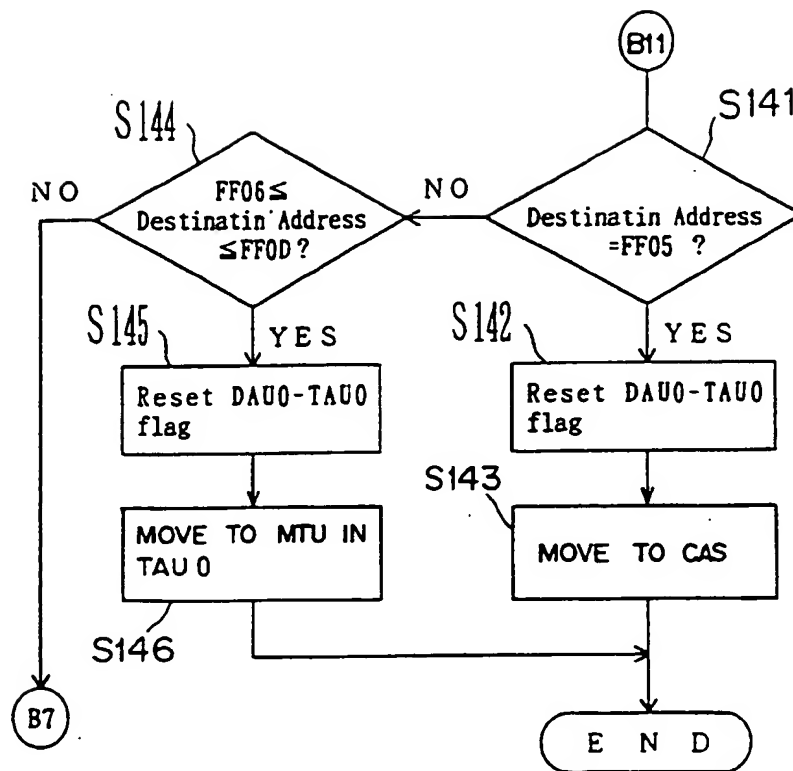 B11
S141
Destinatin Address
=FF05 ?
NO
S144
FF06≦
Destinatin Address
≦FF0D?
NO
YES
S142
Reset DAU0-TAU0
flag
S143
MOVE TO CAS
YES
S145
Reset DAU0-TAU0
flag
MOVE TO MTU IN
TAU 0
S146
B7
E N D